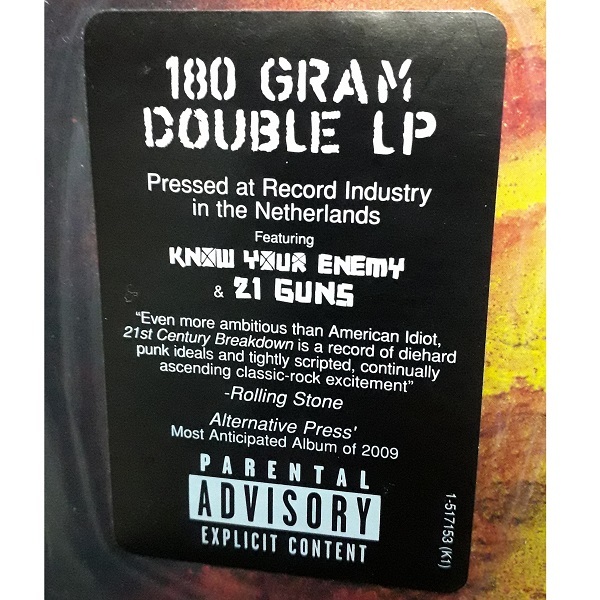 180 GRAM
DOUBLE LP
Pressed at Record Industry
in the Netherlands
Featuring
KNOW YOUR ENEMY
& 21 GUNS
“Even more ambitious than American Idiot,
21st Century Breakdown is a record of diehard
punk ideals and tightly scripted, continually
ascending classic-rock excitement”
-Rolling Stone
Alternative Press'
Most Anticipated Album of 2009
PARENTAL
ADVISORY
EXPLICIT CONTENT
1-517153 (K1)